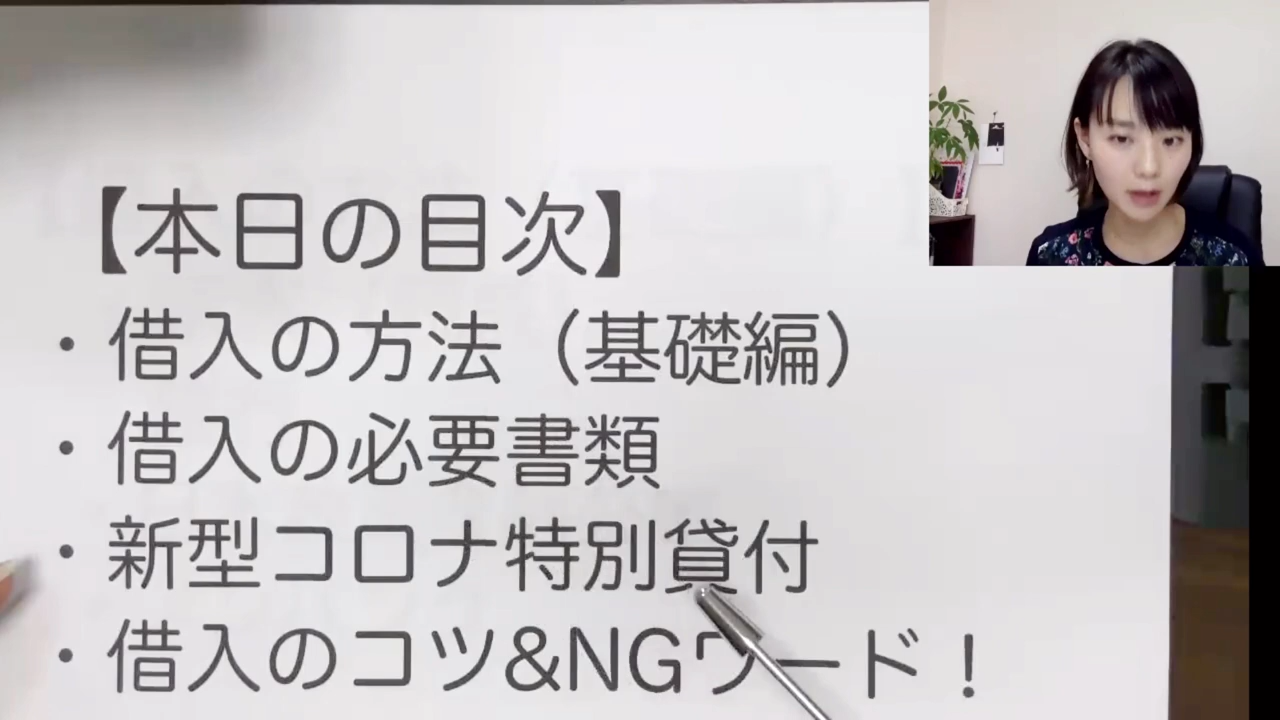 【本日の目次】
・借入の方法（基礎編）
・借入の必要書類
・新型コロナ特別貸付
・借入のコツ&NGワード！